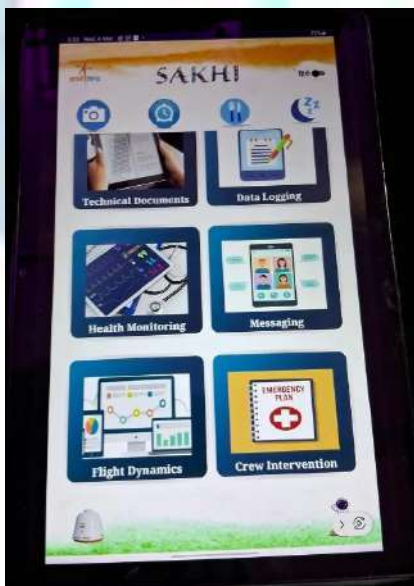 SAKHI
हिन्दी
Z Z Z
Technical Documents
Data Logging
Health Monitoring
Messaging
EMERGENCY
PLAN
Flight Dynamics
Crew Intervention